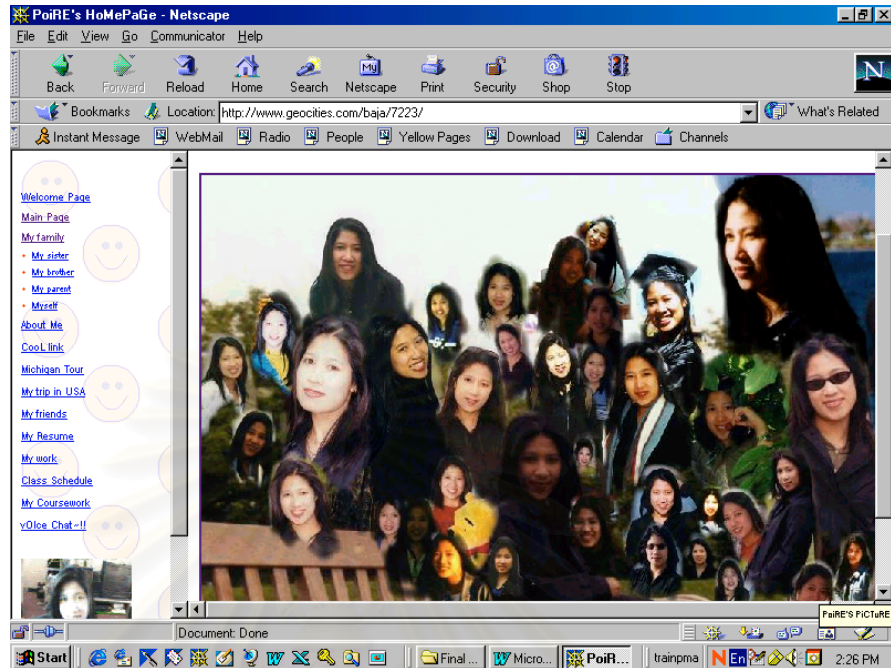 PoiRE's HoMePaGe - Netscape
File Edit View Go Communicator Help
Back Forward Reload Home Search Netscape Print Security Shop Stop
My
N
Bookmarks Location: http://www.geocities.com/baja/7223/ What's Related
Instant Message WebMail Radio People Yellow Pages Download Calendar Channels
Welcome Page
Main Page
My family
My sister
My brother
My parent
Myself
About Me
CooL link
Michigan Tour
My trip in USA
My friends
My Resume
My work
Class Schedule
My Coursework
vOIce Chat~!!
PoiRE'S PiCTuRE
Document: Done
Start Final ... Micro... PoiR... trainpma N En 2:26 PM